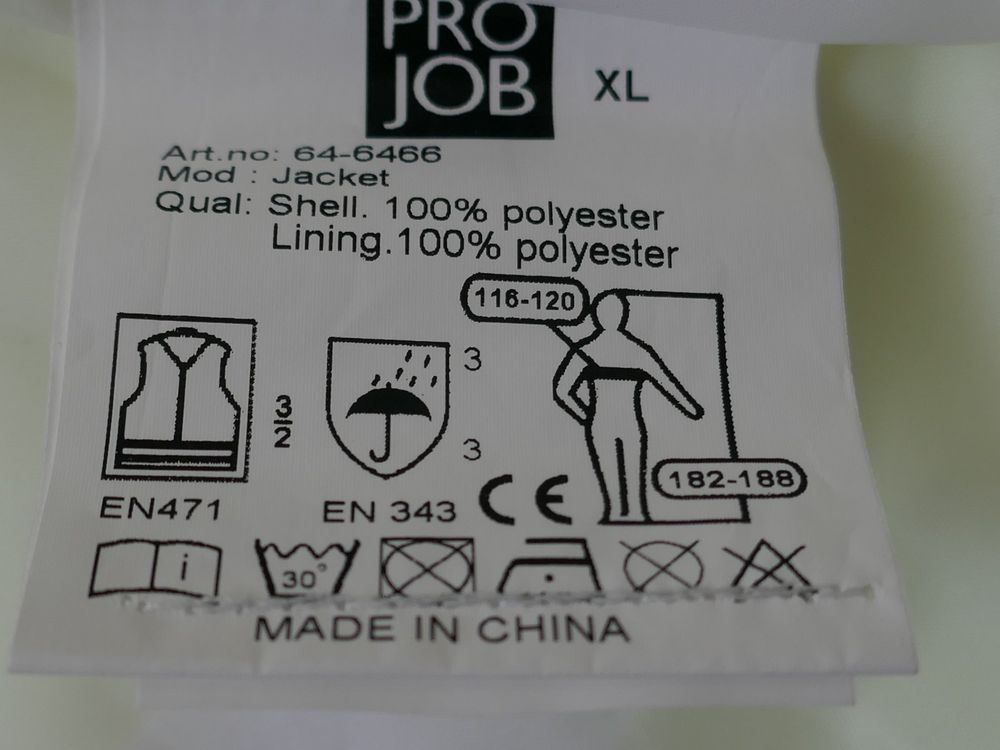 PRO
JOB
XL
Art.no: 64-6466
Mod : Jacket
Qual: Shell. 100% polyester
Lining.100% polyester
116-120
3
2
3
3
182-188
EN471
EN 343
CE
i
30°
MADE IN CHINA